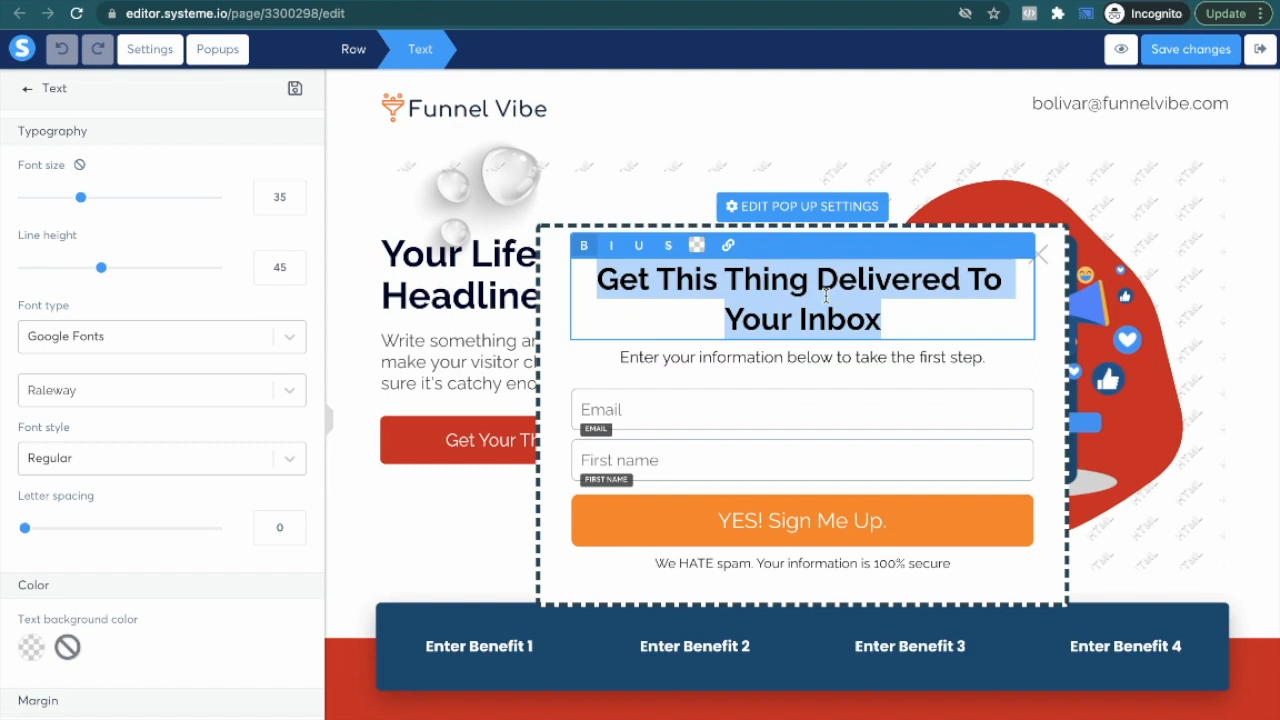 editor.systeme.io/page/3300298/edit
Incognito
Update
S
Settings
Popups
Row
Text
Save changes
Text
Typography
Font size
35
Line height
45
Font type
Google Fonts
Raleway
Font style
Regular
Letter spacing
0
Color
Text background color
Margin
Funnel Vibe
bolivar@funnelvibe.com
Your Life
Headline
Write something an
make your visitor cl
sure it's catchy eno
Get Your Th
EDIT POP UP SETTINGS
B I U S
Get This Thing Delivered To
Your Inbox
Enter your information below to take the first step.
Email
EMAIL
First name
FIRST NAME
YES! Sign Me Up.
We HATE spam. Your information is 100% secure
Enter Benefit 1
Enter Benefit 2
Enter Benefit 3
Enter Benefit 4